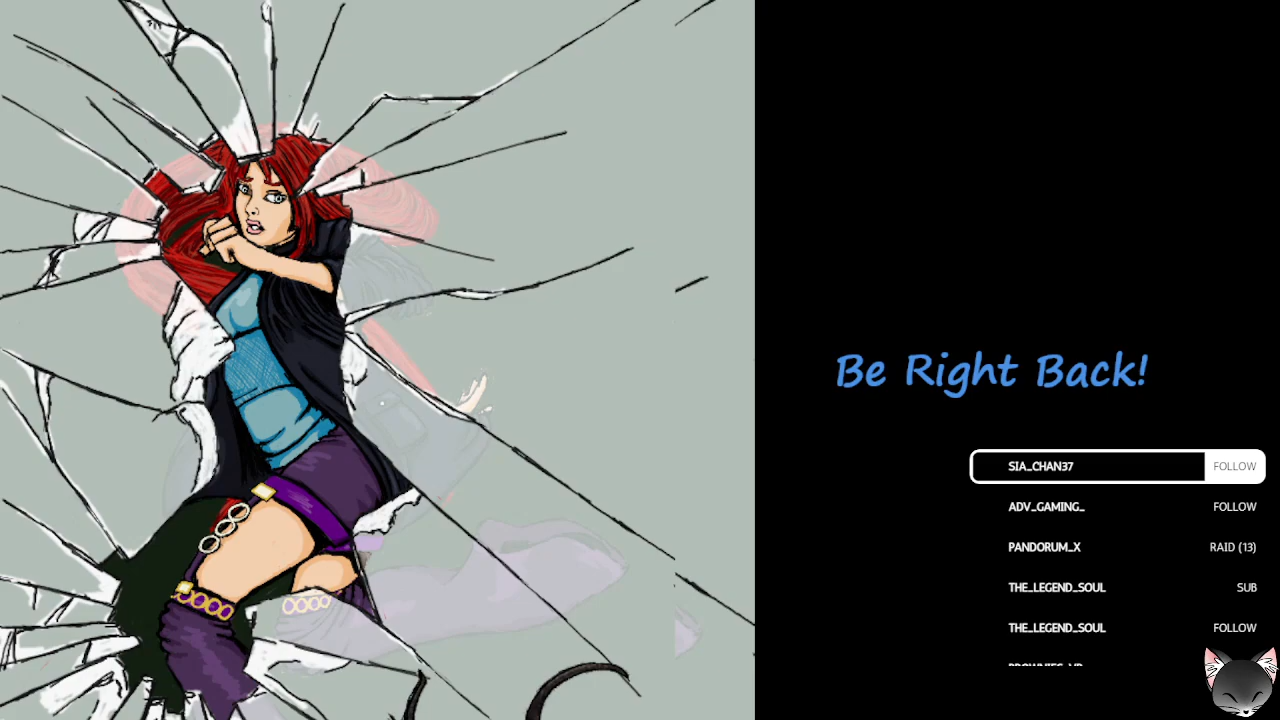 Be Right Back!
SIA_CHAN37 FOLLOW
ADV_GAMING_ FOLLOW
PANDORUM_X RAID (13)
THE_LEGEND_SOUL SUB
THE_LEGEND_SOUL FOLLOW